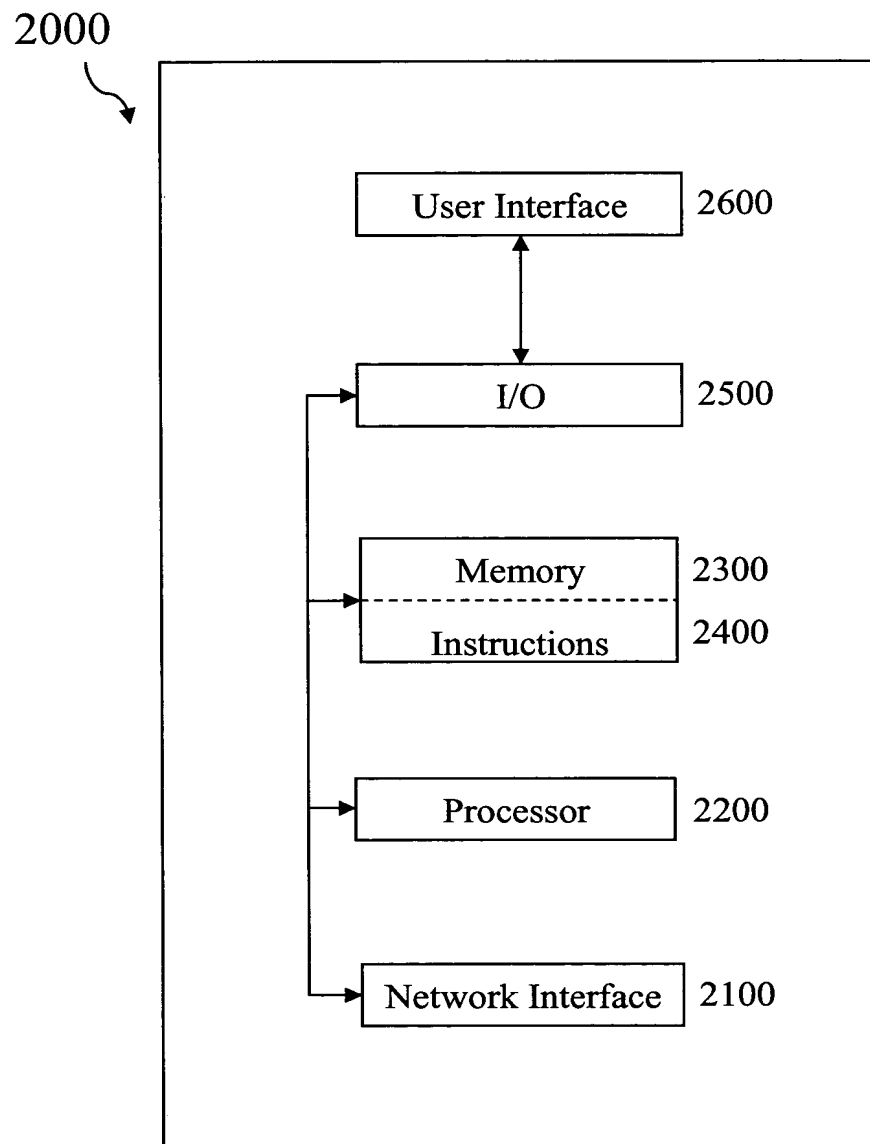 2000
User Interface 2600
I/O 2500
Memory 2300
Instructions 2400
Processor 2200
Network Interface 2100